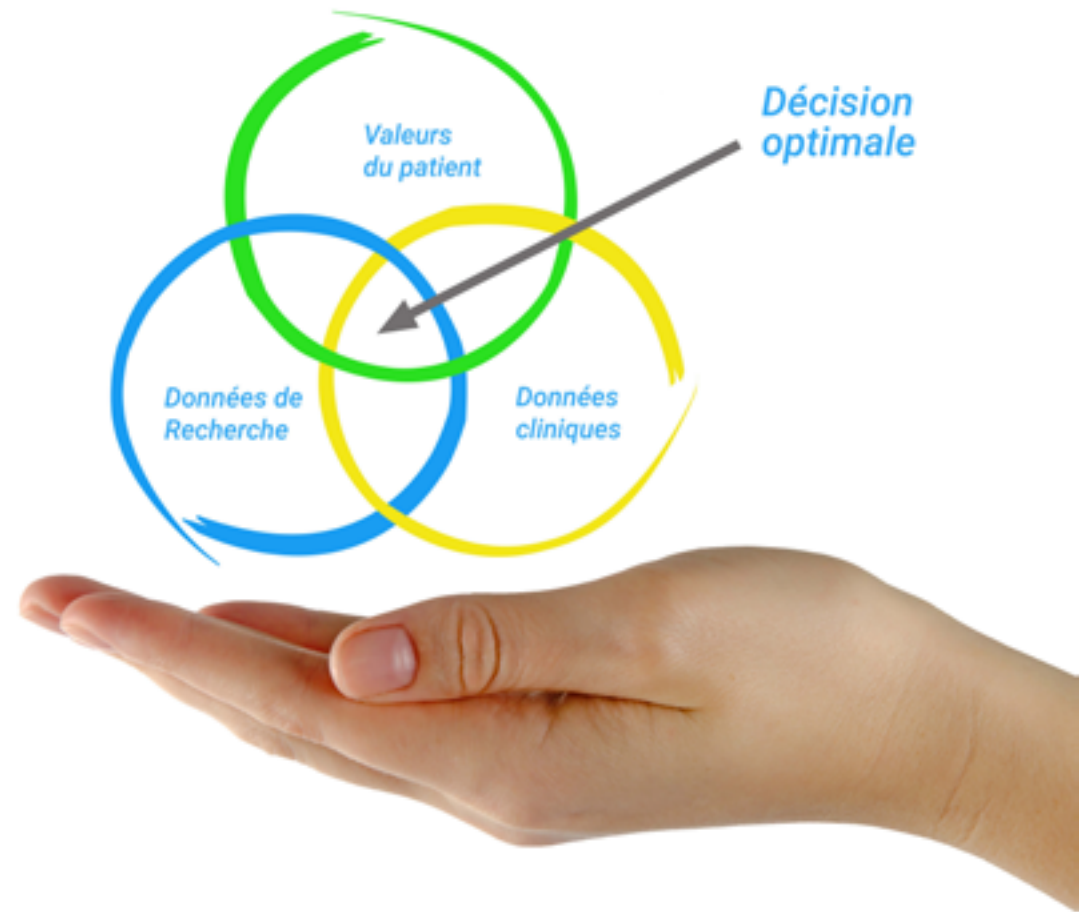 Décision
optimale
Valeurs
du patient
Données de
Recherche
Données
cliniques